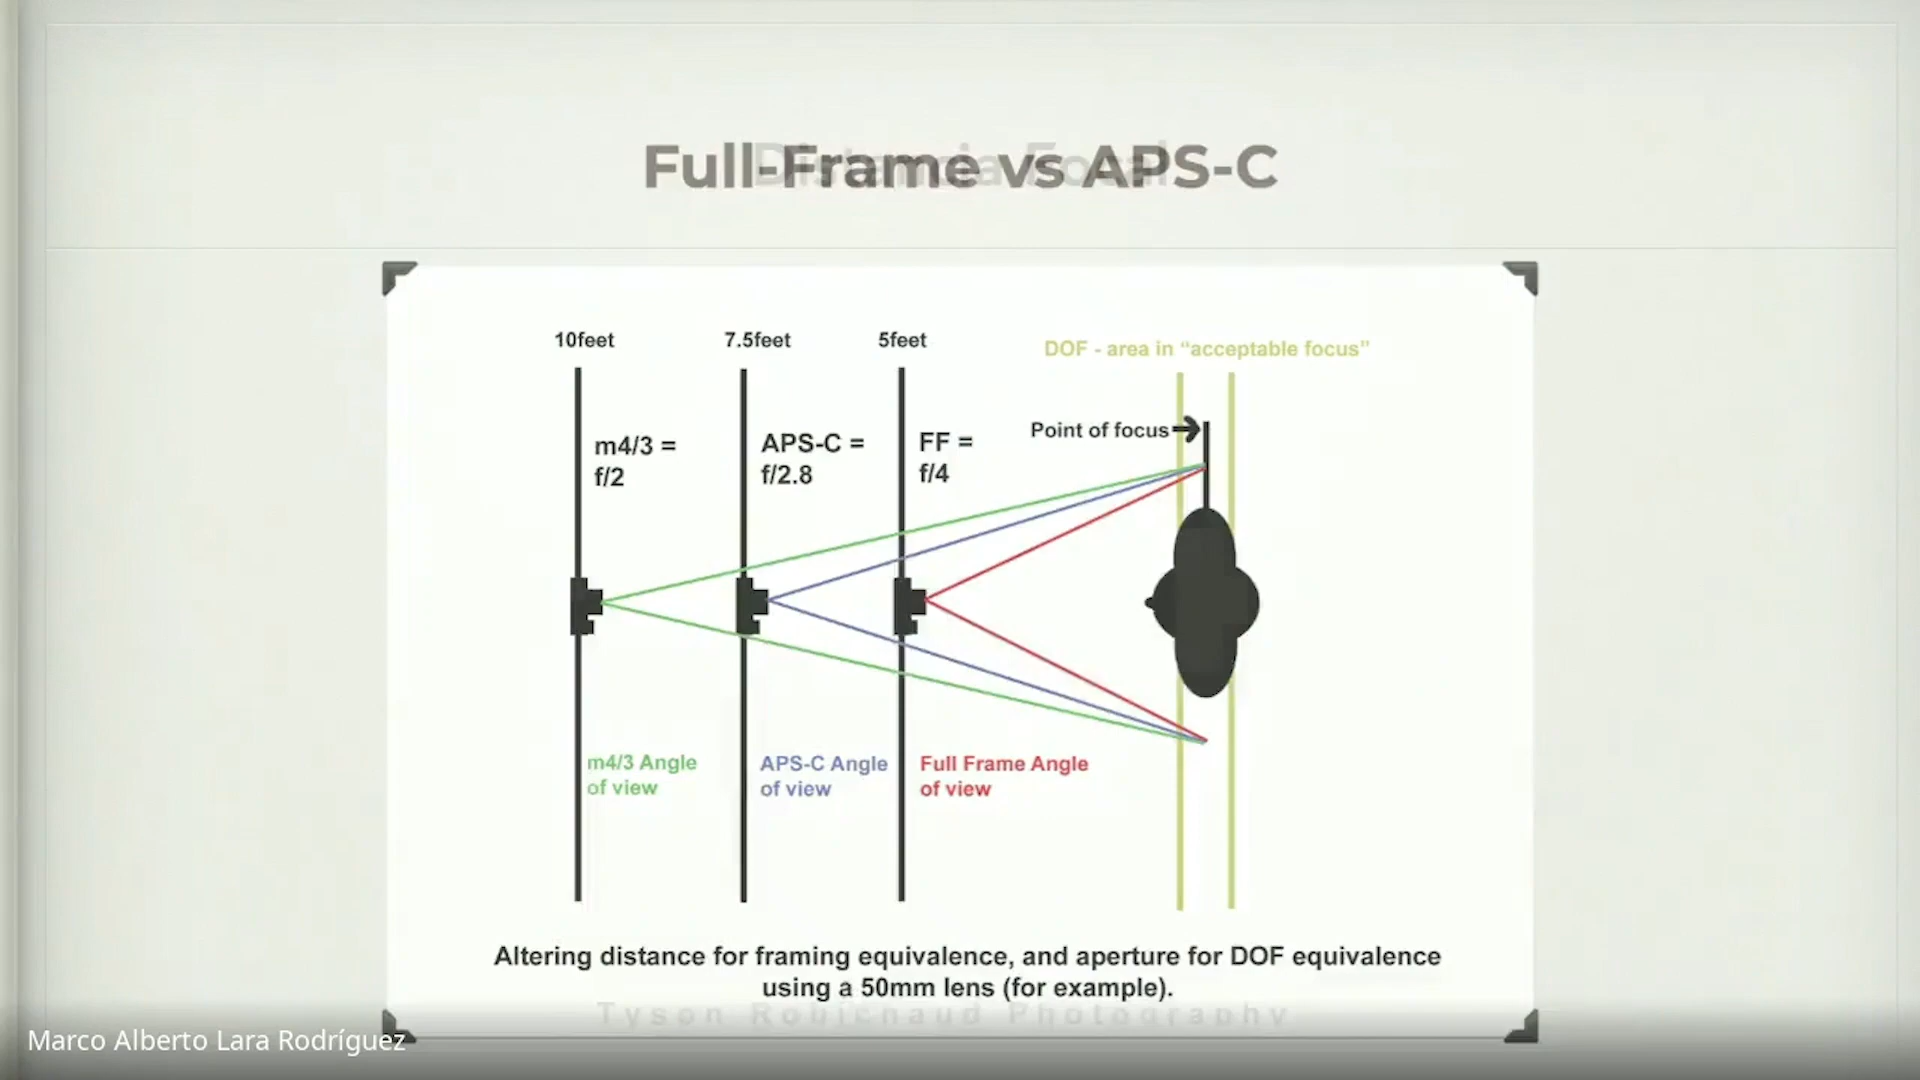 Full-Frame vs APS-C
Distancia Focal
10feet
7.5feet
5feet
DOF - area in “acceptable focus”
m4/3 =
f/2
APS-C =
f/2.8
FF =
f/4
Point of focus
m4/3 Angle
of view
APS-C Angle
of view
Full Frame Angle
of view
Altering distance for framing equivalence, and aperture for DOF equivalence
using a 50mm lens (for example).
Tyson Robichaud Photography
Marco Alberto Lara Rodríguez